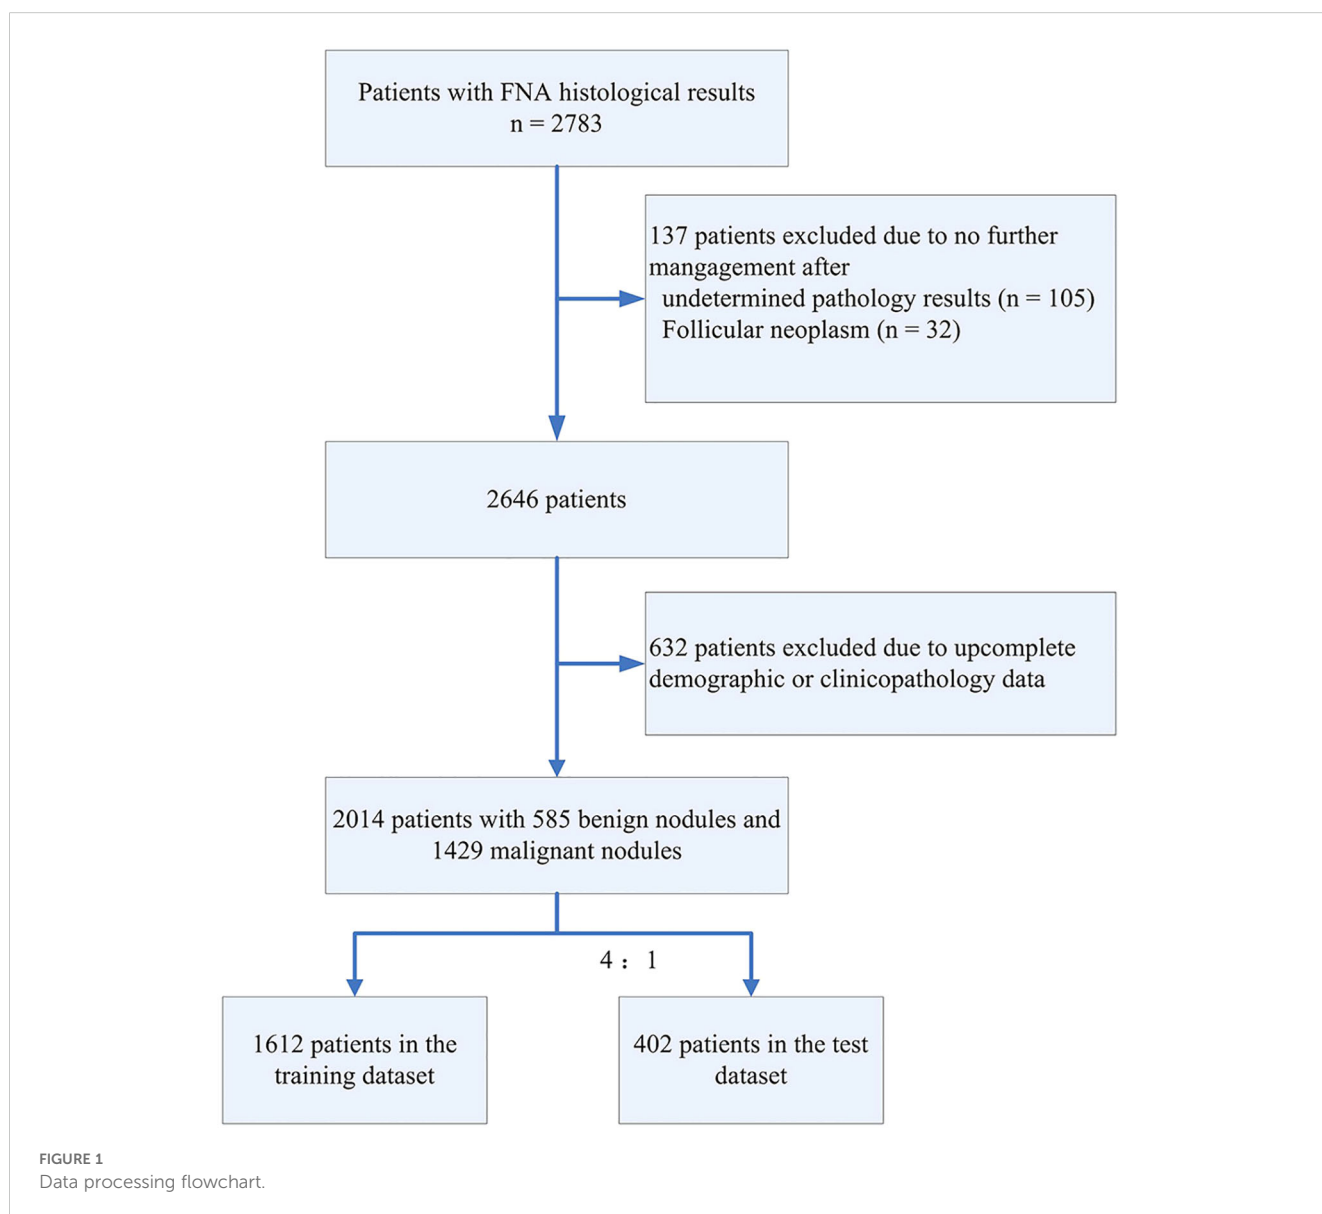 Patients with FNA histological results
n = 2783
137 patients excluded due to no further
mangagement after
undetermined pathology results (n = 105)
Follicular neoplasm (n = 32)
2646 patients
632 patients excluded due to upcomplete
demographic or clinicopathology data
2014 patients with 585 benign nodules and
1429 malignant nodules
4 : 1
1612 patients in the
training dataset
402 patients in the test
dataset
FIGURE 1
Data processing flowchart.